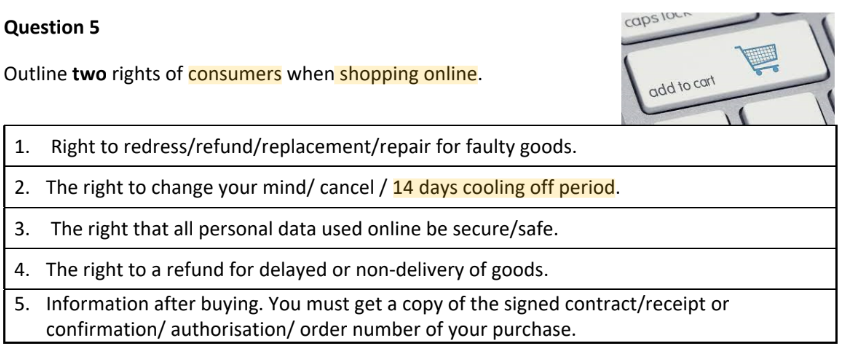 Question 5
caps lock
add to cart
Outline two rights of consumers when shopping online.
1. Right to redress/refund/replacement/repair for faulty goods.
2. The right to change your mind/ cancel / 14 days cooling off period.
3. The right that all personal data used online be secure/safe.
4. The right to a refund for delayed or non-delivery of goods.
5. Information after buying. You must get a copy of the signed contract/receipt or
confirmation/ authorisation/ order number of your purchase.